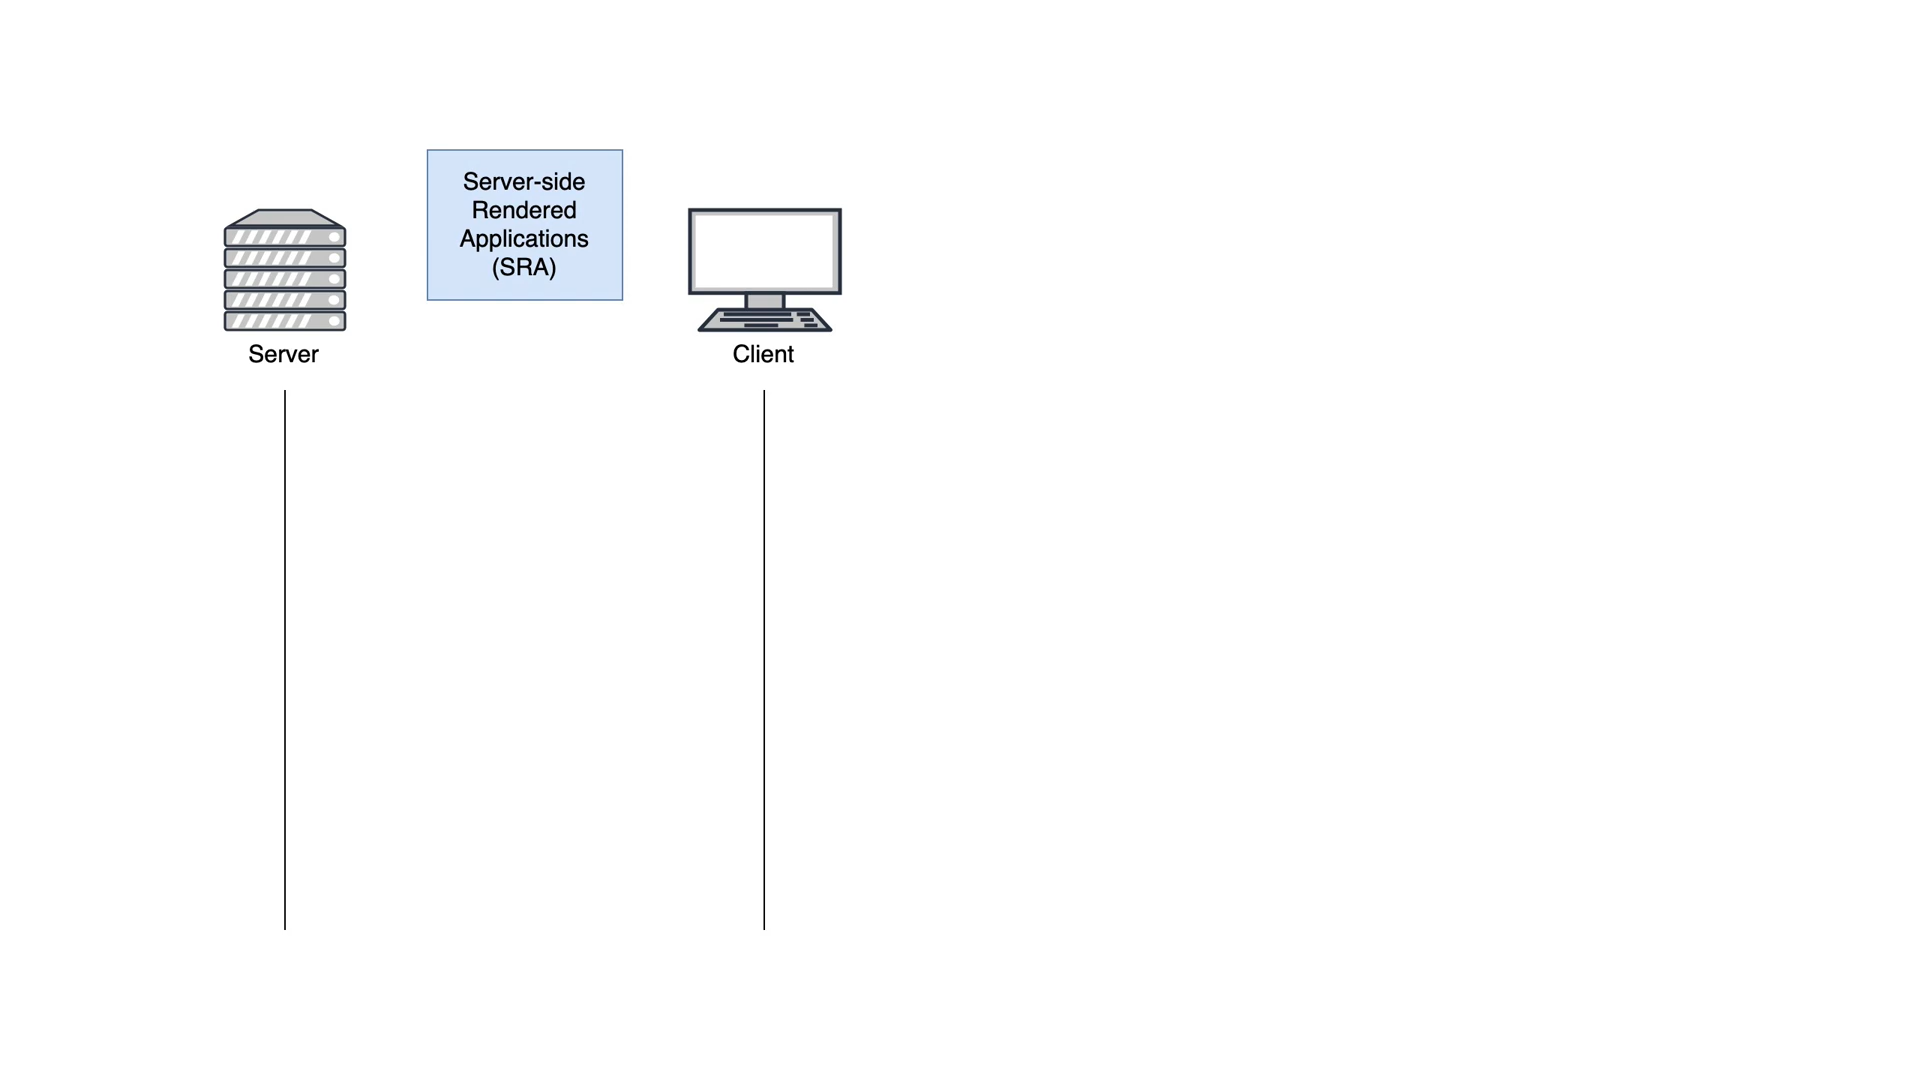 Server-side
Rendered
Applications
(SRA)
Server
Client